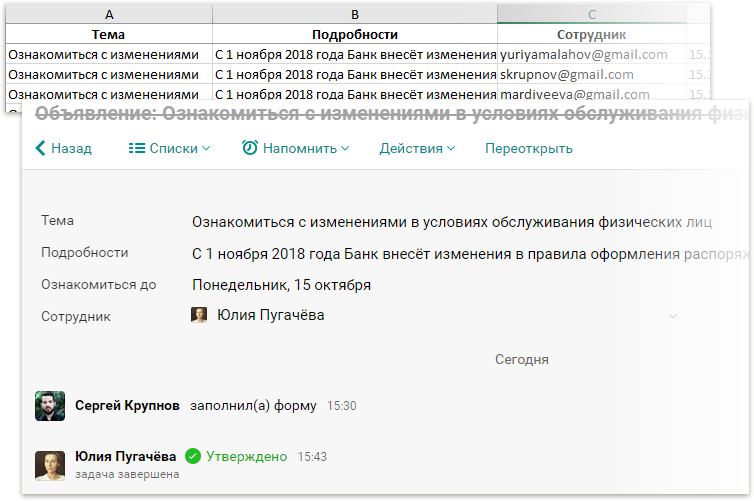 A B C
Тема Подробности Сотрудник
Ознакомиться с изменениями С 1 ноября 2018 года Банк внесёт изменения yuriyamalahov@gmail.com 15.
Ознакомиться с изменениями С 1 ноября 2018 года Банк внесёт изменения skrupnov@gmail.com 15.
Ознакомиться с изменениями С 1 ноября 2018 года Банк внесёт изменения mardiveeva@gmail.com
Объявление: Ознакомиться с изменениями в условиях обслуживания физи
Назад Списки Напомнить Действия Переоткрыть
Тема Ознакомиться с изменениями в условиях обслуживания физических лиц
Подробности С 1 ноября 2018 года Банк внесёт изменения в правила оформления распоряж
Ознакомиться до Понедельник, 15 октября
Сотрудник Юлия Пугачёва
Сегодня
Сергей Крупнов заполнил(а) форму 15:30
Юлия Пугачёва Утверждено 15:43
задача завершена